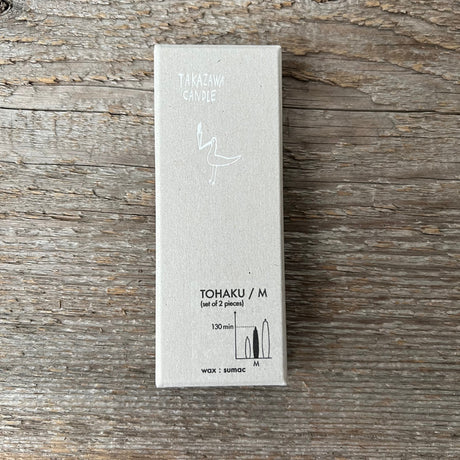 TAKAZAWA
CANDLE
TOHAKU / M
(set of 2 pieces)
130 min
M
wax : sumac